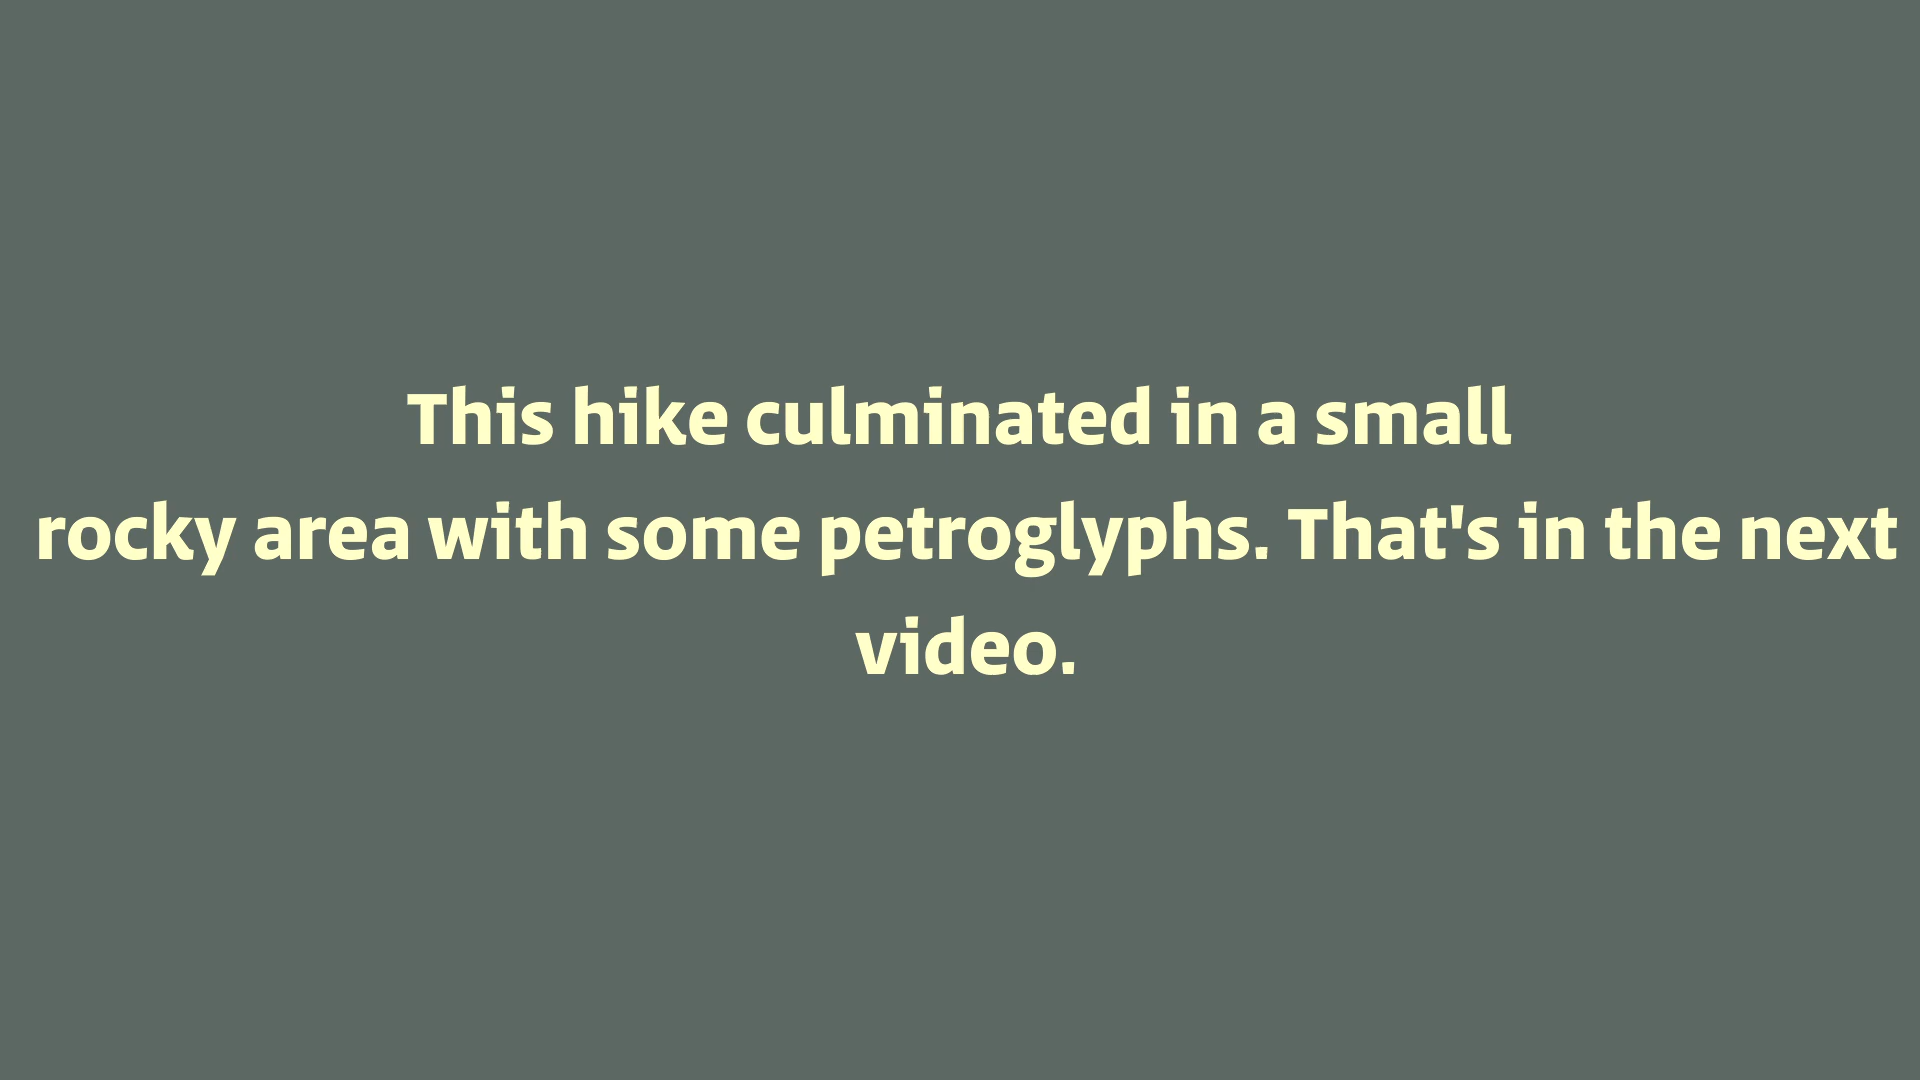 This hike culminated in a small
rocky area with some petroglyphs. That's in the next
video.